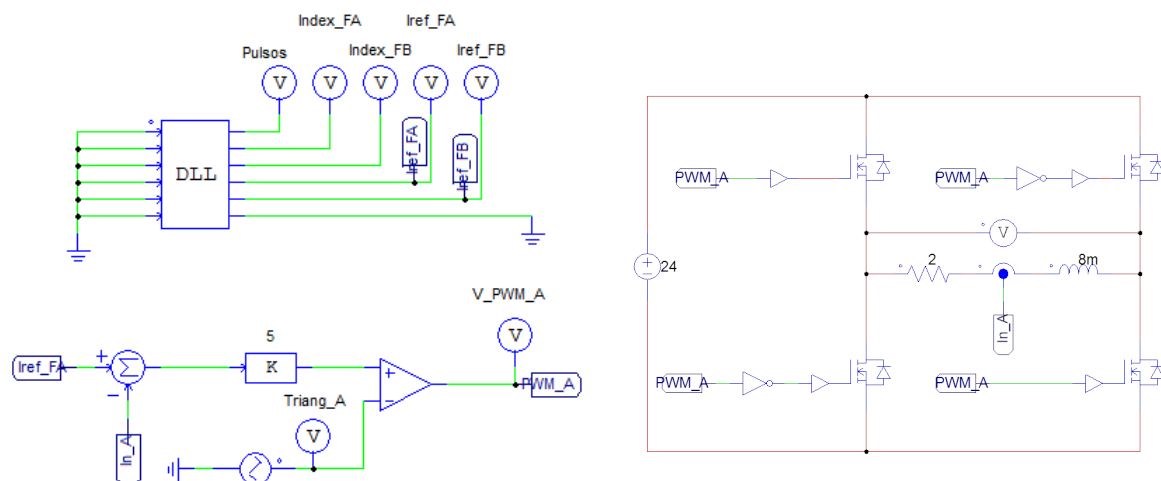 Index_FA
Iref_FA
Pulsos
Index_FB
Iref_FB
V
V
V
V
V
DLL
Iref_FA
Iref_FB
V_PWM_A
V
5
K
Iref_FA
+
Σ
−
In_A
Triang_A
V
+
−
PWM_A
24
PWM_A
PWM_A
V
2
8m
In_A
PWM_A
PWM_A